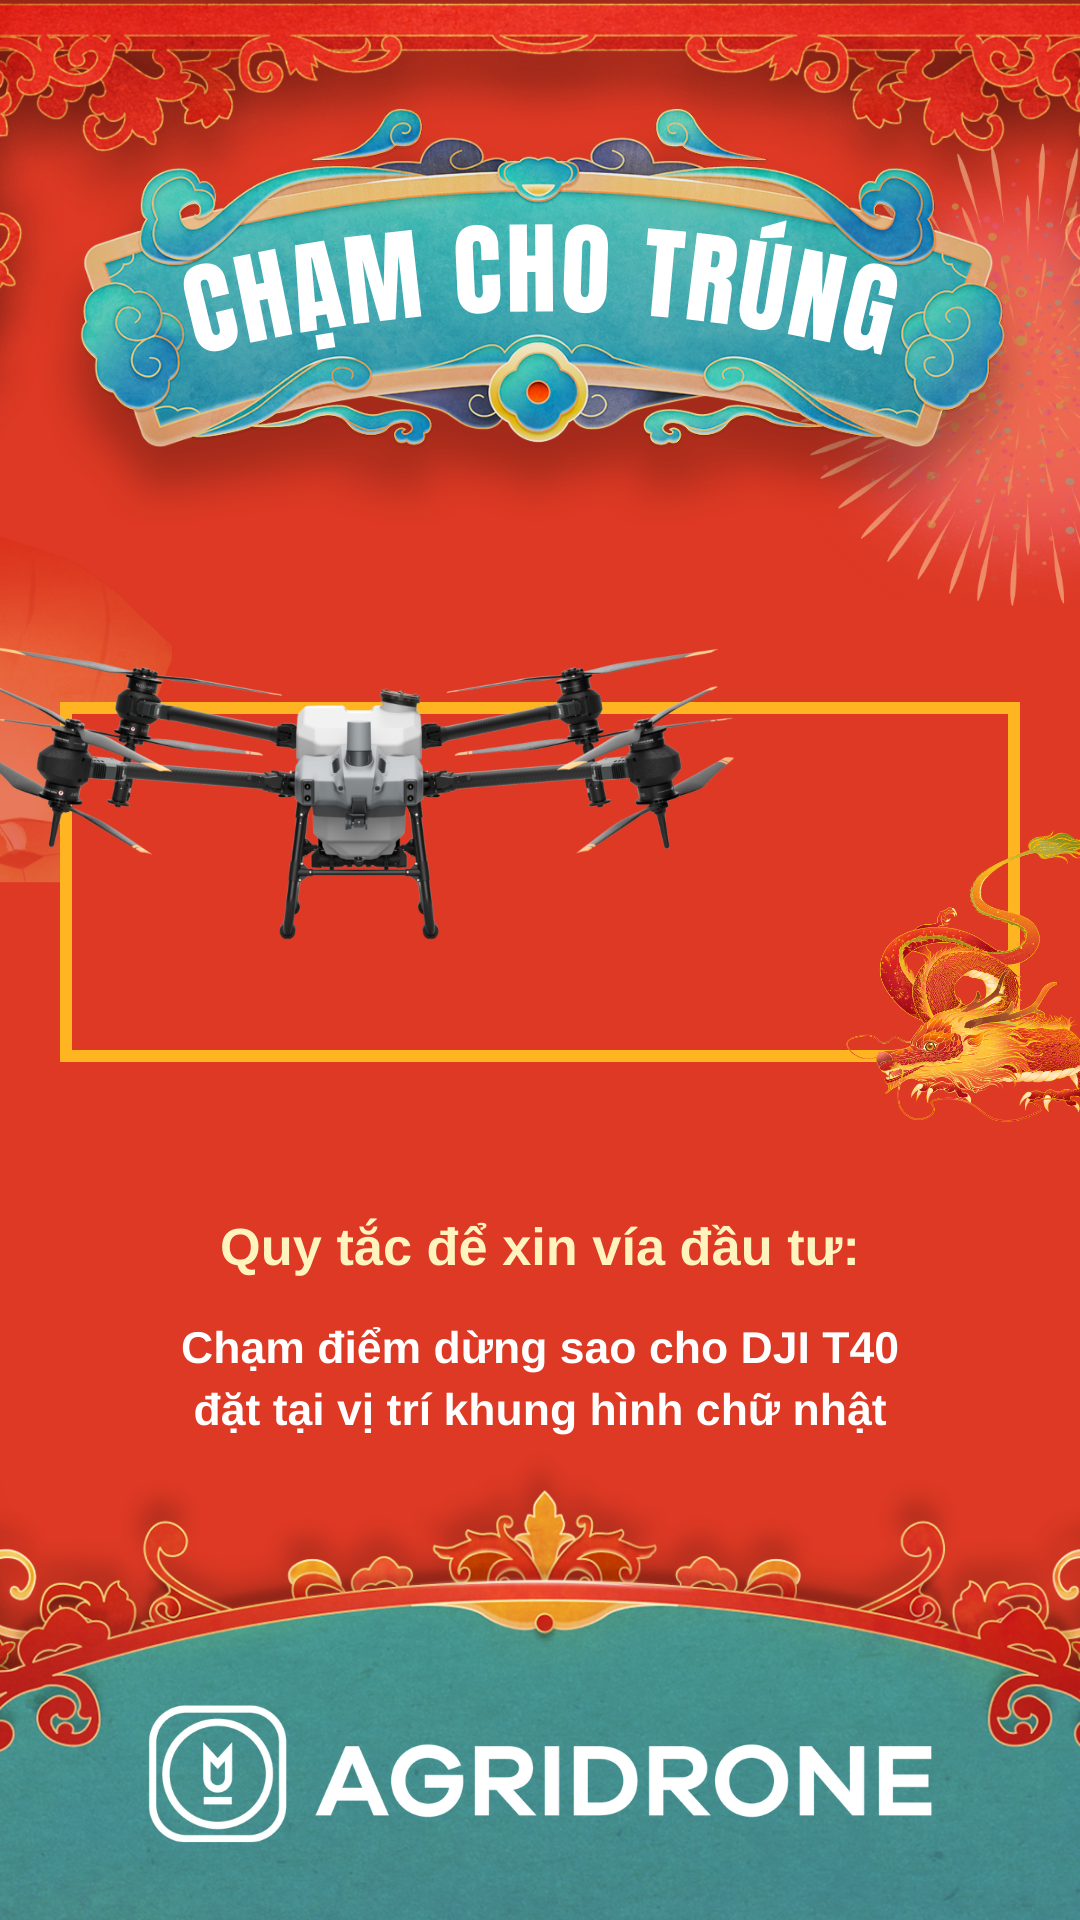 CHẠM CHO TRÚNG
Quy tắc để xin vía đầu tư:
Chạm điểm dừng sao cho DJI T40
đặt tại vị trí khung hình chữ nhật
AGRIDRONE